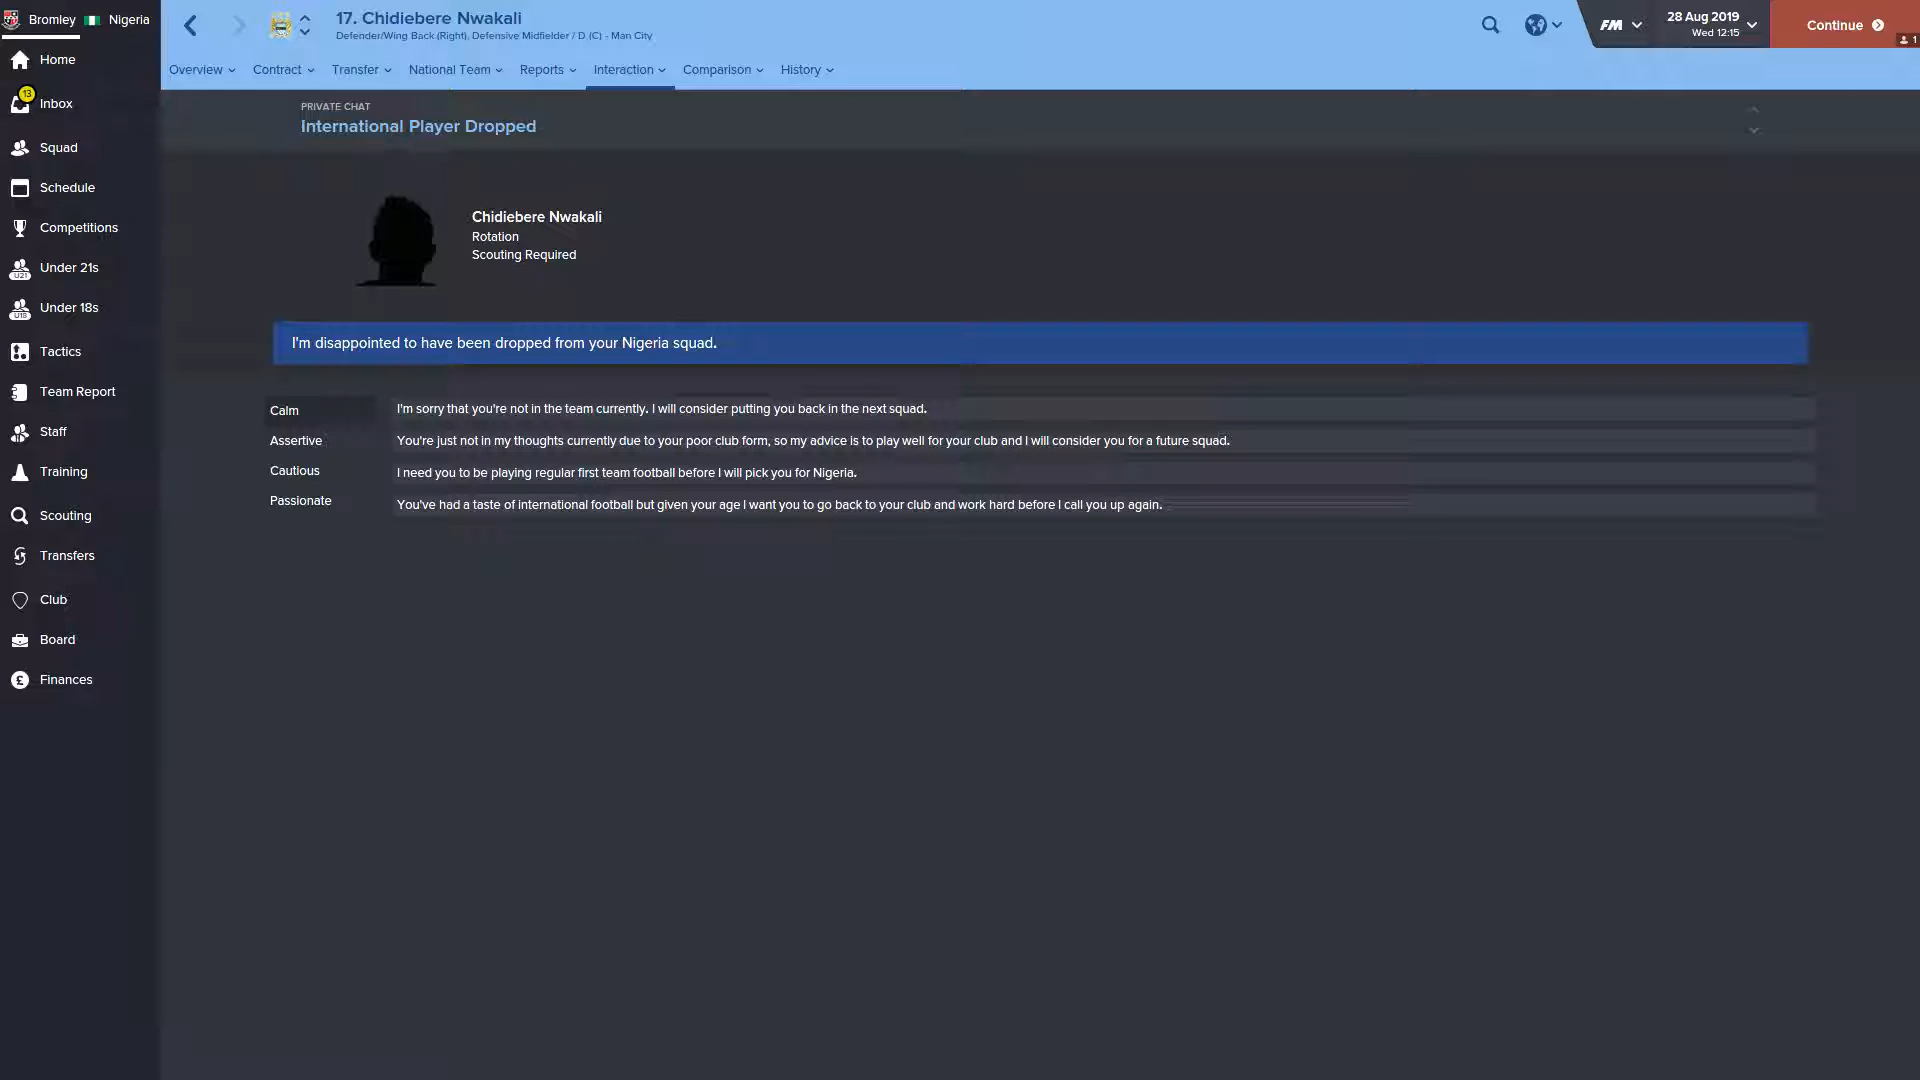 Bromley Nigeria
17. Chidiebere Nwakali
Defender/Wing Back (Right), Defensive Midfielder / D (C) - Man City
FM
28 Aug 2019
Wed 12:15
Continue
1
Overview Contract Transfer National Team Reports Interaction Comparison History
Home
13
Inbox
Squad
Schedule
Competitions
Under 21s
U21
Under 18s
U18
Tactics
Team Report
Staff
Training
Scouting
Transfers
Club
Board
£ Finances
PRIVATE CHAT
International Player Dropped
Chidiebere Nwakali
Rotation
Scouting Required
I'm disappointed to have been dropped from your Nigeria squad.
Calm
Assertive
Cautious
Passionate
I'm sorry that you're not in the team currently. I will consider putting you back in the next squad.
You're just not in my thoughts currently due to your poor club form, so my advice is to play well for your club and I will consider you for a future squad.
I need you to be playing regular first team football before I will pick you for Nigeria.
You've had a taste of international football but given your age I want you to go back to your club and work hard before I call you up again.